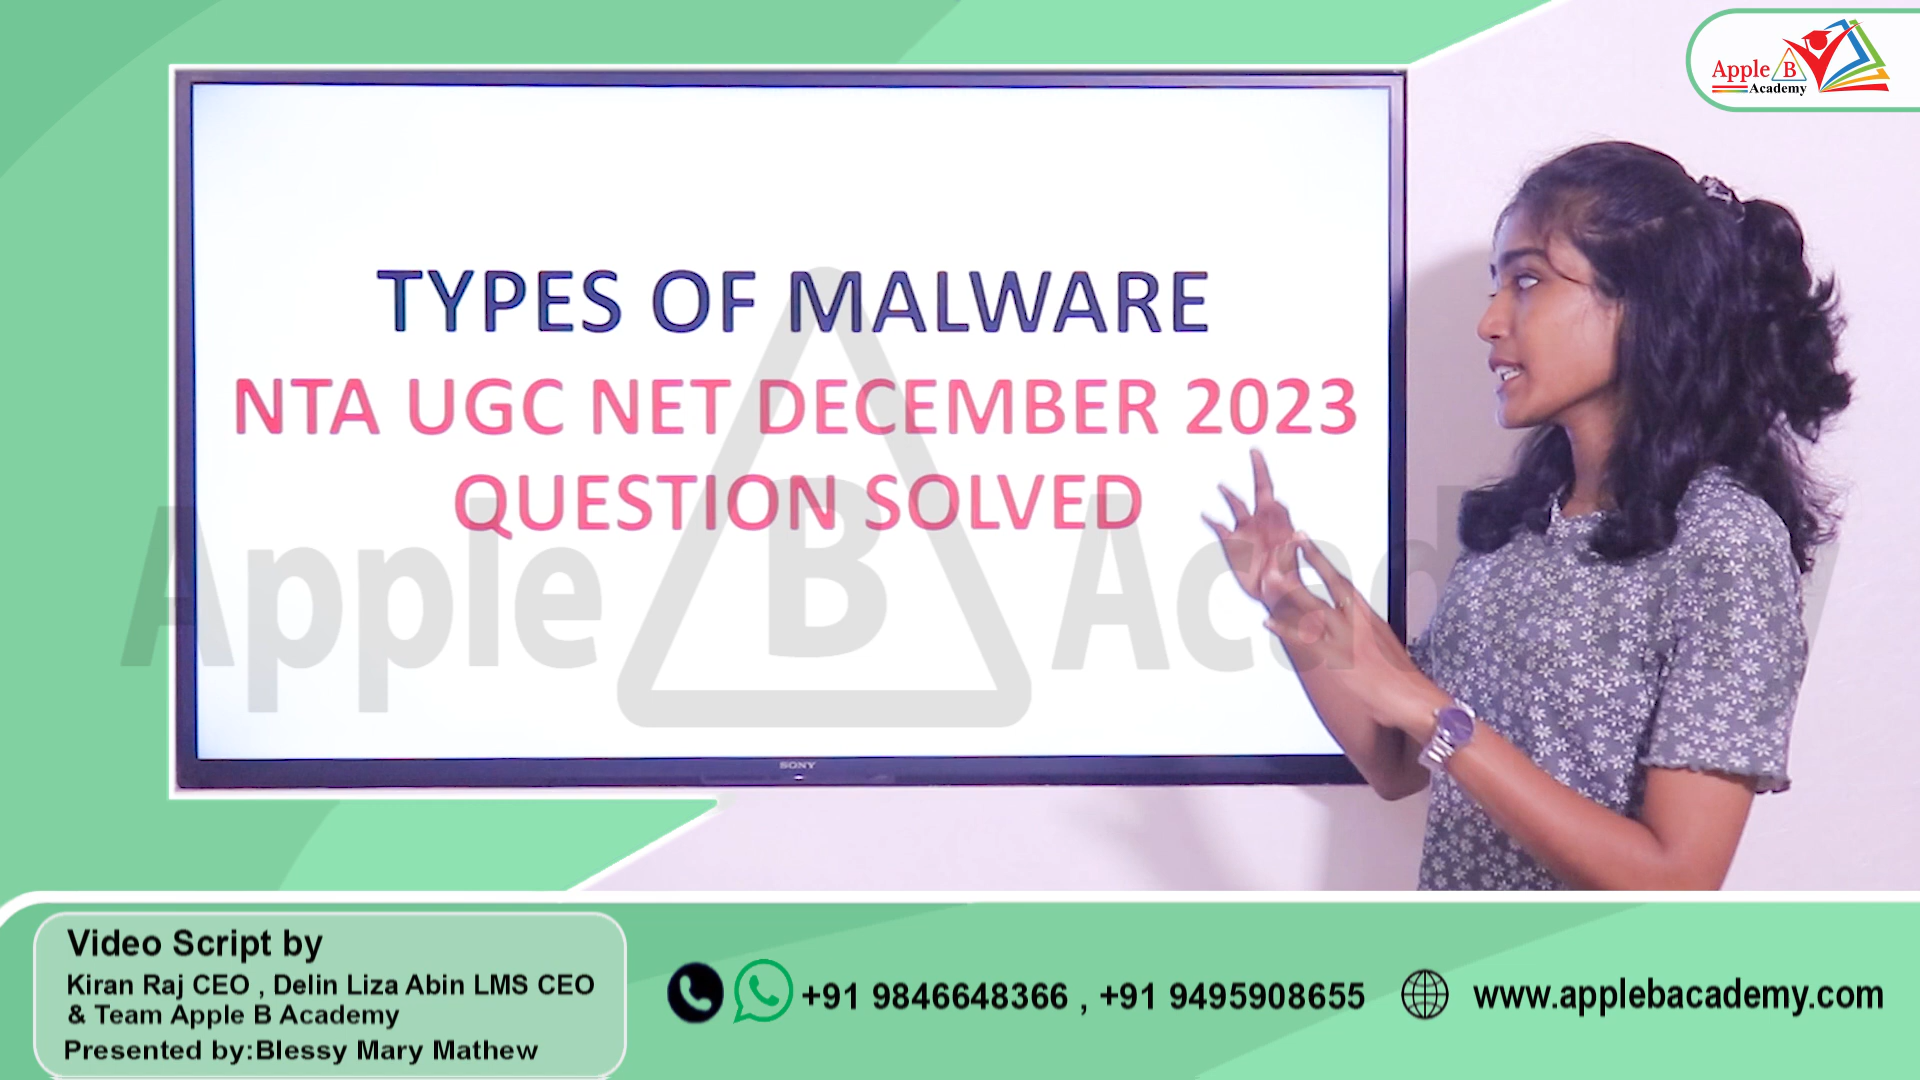 Apple B
Academy
TYPES OF MALWARE
NTA UGC NET DECEMBER 2023
QUESTION SOLVED
Apple B Academy
SONY
Video Script by
Kiran Raj CEO , Delin Liza Abin LMS CEO
& Team Apple B Academy
Presented by:Blessy Mary Mathew
+91 9846648366 , +91 9495908655
www.applebacademy.com